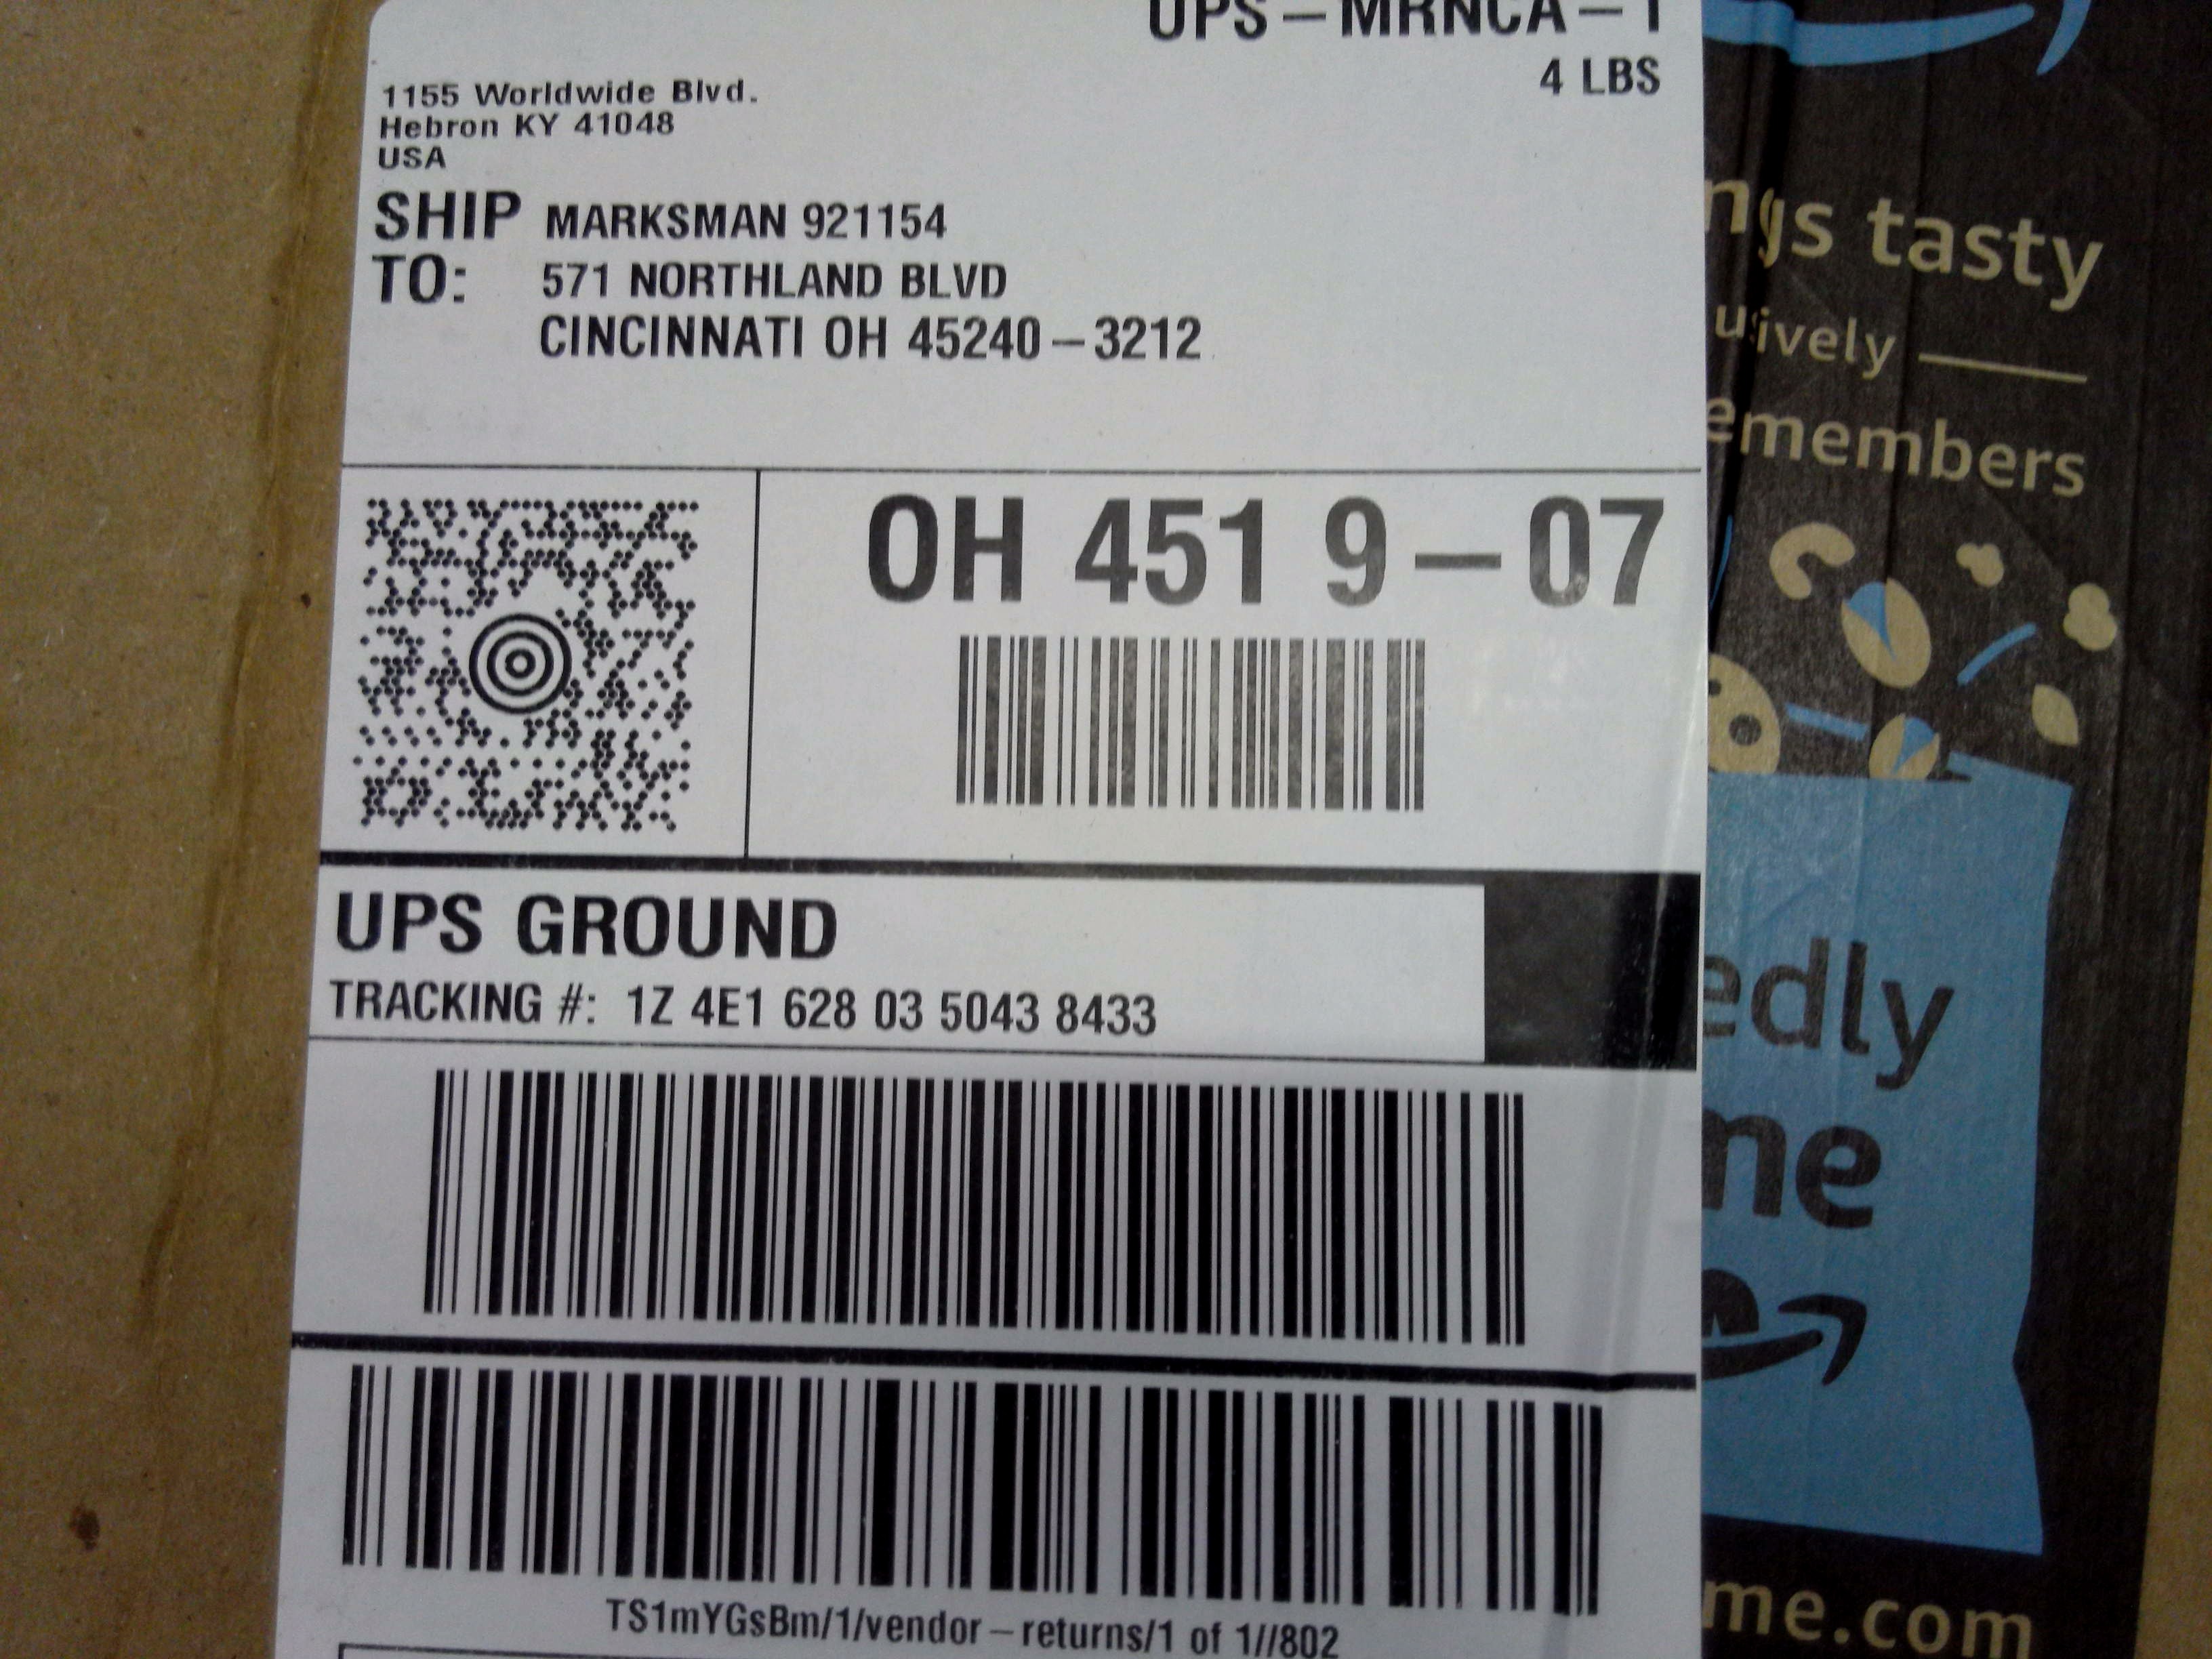 UPS – MRNCA – 1
4 LBS
1155 Worldwide Blvd.
Hebron KY 41048
USA
SHIP TO: MARKSMAN 921154
571 NORTHLAND BLVD
CINCINNATI OH 45240 – 3212
OH 451 9 – 07
UPS GROUND
TRACKING #: 1Z 4E1 628 03 5043 8433
TS1mYGsBm/1/vendor – returns/1 of 1//802
tasty
members
edly
me
me.com